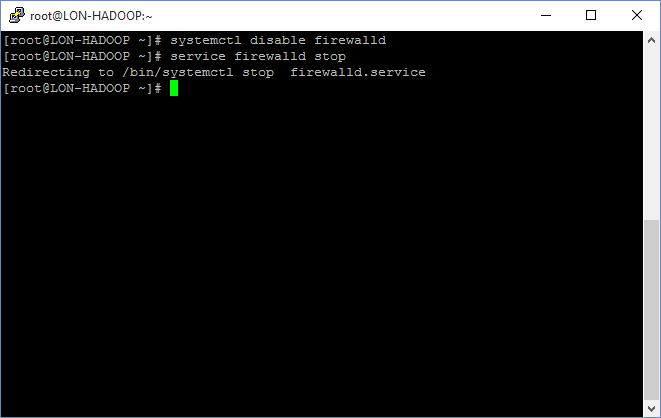 root@LON-HADOOP:~
[root@LON-HADOOP ~]# systemctl disable firewalld
[root@LON-HADOOP ~]# service firewalld stop
Redirecting to /bin/systemctl stop  firewalld.service
[root@LON-HADOOP ~]#